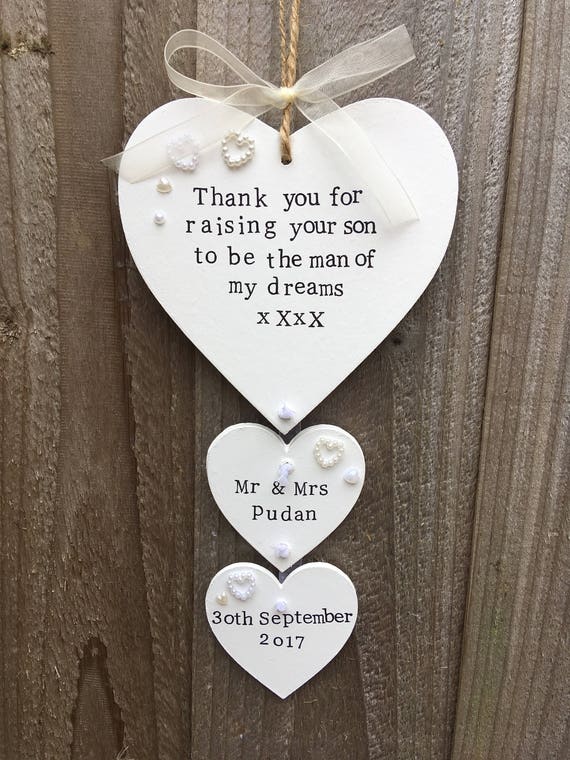 Thank you for
raising your son
to be the man of
my dreams
x X x X
Mr & Mrs
Pudan
30th September
2017